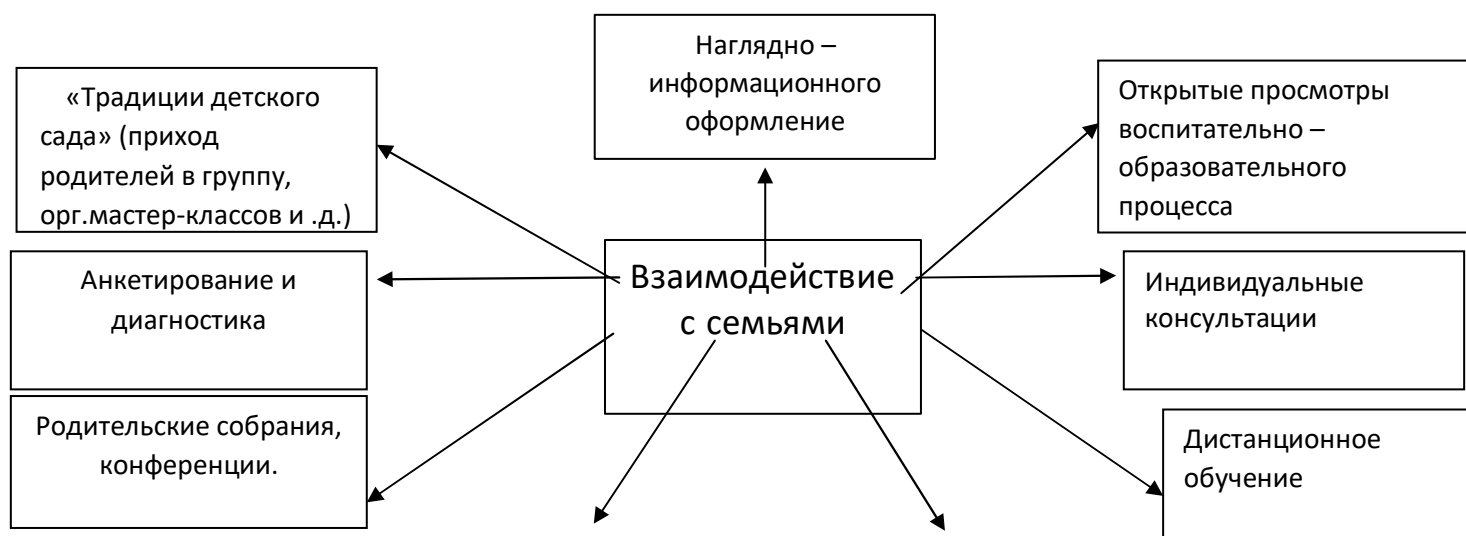 Наглядно –
информационного
оформление
«Традиции детского
сада» (приход
родителей в группу,
орг.мастер-классов и .д.)
Открытые просмотры
воспитательно –
образовательного
процесса
Взаимодействие
с семьями
Анкетирование и
диагностика
Индивидуальные
консультации
Родительские собрания,
конференции.
Дистанционное
обучение